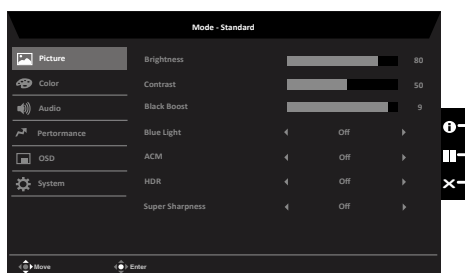 Mode - Standard
Picture
Brightness 80
Color
Contrast 50
Audio
Black Boost 9
Pertormance
Blue Light Off
OSD
ACM Off
System
HDR Off
Super Sharpness Off
Move Enter